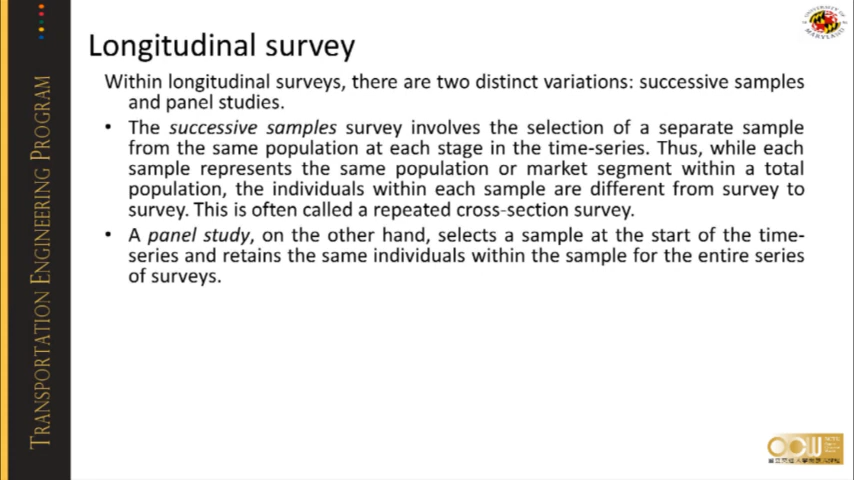 Longitudinal survey
Within longitudinal surveys, there are two distinct variations: successive samples
and panel studies.
• The successive samples survey involves the selection of a separate sample
from the same population at each stage in the time-series. Thus, while each
sample represents the same population or market segment within a total
population, the individuals within each sample are different from survey to
survey. This is often called a repeated cross-section survey.
• A panel study, on the other hand, selects a sample at the start of the time-
series and retains the same individuals within the sample for the entire series
of surveys.
TRANSPORTATION ENGINEERING PROGRAM
UNIVERSITY OF
MARYLAND
OCW